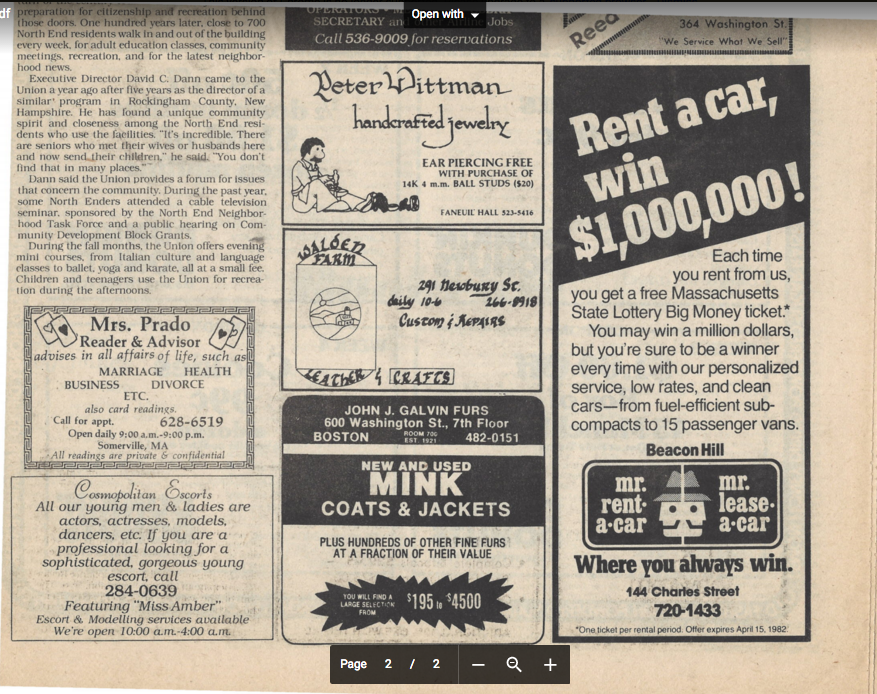 df
Open with
preparation for citizenship and recreation behind
those doors. One hundred years later, close to 700
North End residents walk in and out of the building
every week, for adult education classes, community
meetings, recreation, and for the latest neighbor-
hood news.
Executive Director David C. Dann came to the
Union a year ago after five years as the director of a
similar program in Rockingham County, New
Hampshire. He has found a unique community
spirit and closeness among the North End resi-
dents who use the facilities. "It's incredible. There
are seniors who met their wives or husbands here
and now send their children," he said. "You don't
find that in many places."
Dann said the Union provides a forum for issues
that concern the community. During the past year,
some North Enders attended a cable television
seminar, sponsored by the North End Neighbor-
hood Task Force and a public hearing on Com-
munity Development Block Grants.
During the fall months, the Union offers evening
mini courses, from Italian culture and language
classes to ballet, yoga and karate, all at a small fee.
Children and teenagers use the Union for recrea-
tion during the afternoons.
Mrs. Prado
Reader & Advisor
advises in all affairs of life, such as
MARRIAGE HEALTH
BUSINESS DIVORCE
ETC.
also card readings.
Call for appt. 628-6519
Open daily 9:00 a.m.-9:00 p.m.
Somerville, MA
All readings are private & confidential
Cosmopolitan Escorts
All our young men & ladies are
actors, actresses, models,
dancers, etc. If you are a
professional looking for a
sophisticated, gorgeous young
escort, call
284-0639
Featuring "Miss Amber"
Escort & Modelling services available
We're open 10:00 a.m.-4:00 a.m.
OPERATORS
SECRETARY and Jobs
Call 536-9009 for reservations
Peter Wittman
handcrafted jewelry
EAR PIERCING FREE
WITH PURCHASE OF
14K 4 m.m. BALL STUDS ($20)
FANEUIL HALL 523-5416
WALDEN
FARM
291 Newbury St.
daily 10-6 266-8918
Custom & REPAIRS
LEATHER & CRAFTS
JOHN J. GALVIN FURS
600 Washington St., 7th Floor
BOSTON ROOM 700 EST. 1921 482-0151
NEW AND USED
MINK
COATS & JACKETS
PLUS HUNDREDS OF OTHER FINE FURS
AT A FRACTION OF THEIR VALUE
YOU WILL FIND A
LARGE SELECTION
FROM
$195 to $4500
Reed
364 Washington St.
"We Service What We Sell"
Rent a car,
win
$1,000,000!
Each time
you rent from us,
you get a free Massachusetts
State Lottery Big Money ticket.*
You may win a million dollars,
but you're sure to be a winner
every time with our personalized
service, low rates, and clean
cars—from fuel-efficient sub-
compacts to 15 passenger vans.
Beacon Hill
mr.
rent-
a-car
mr.
lease-
a-car
Where you always win.
144 Charles Street
720-1433
*One ticket per rental period. Offer expires April 15, 1982.
Page 2 / 2